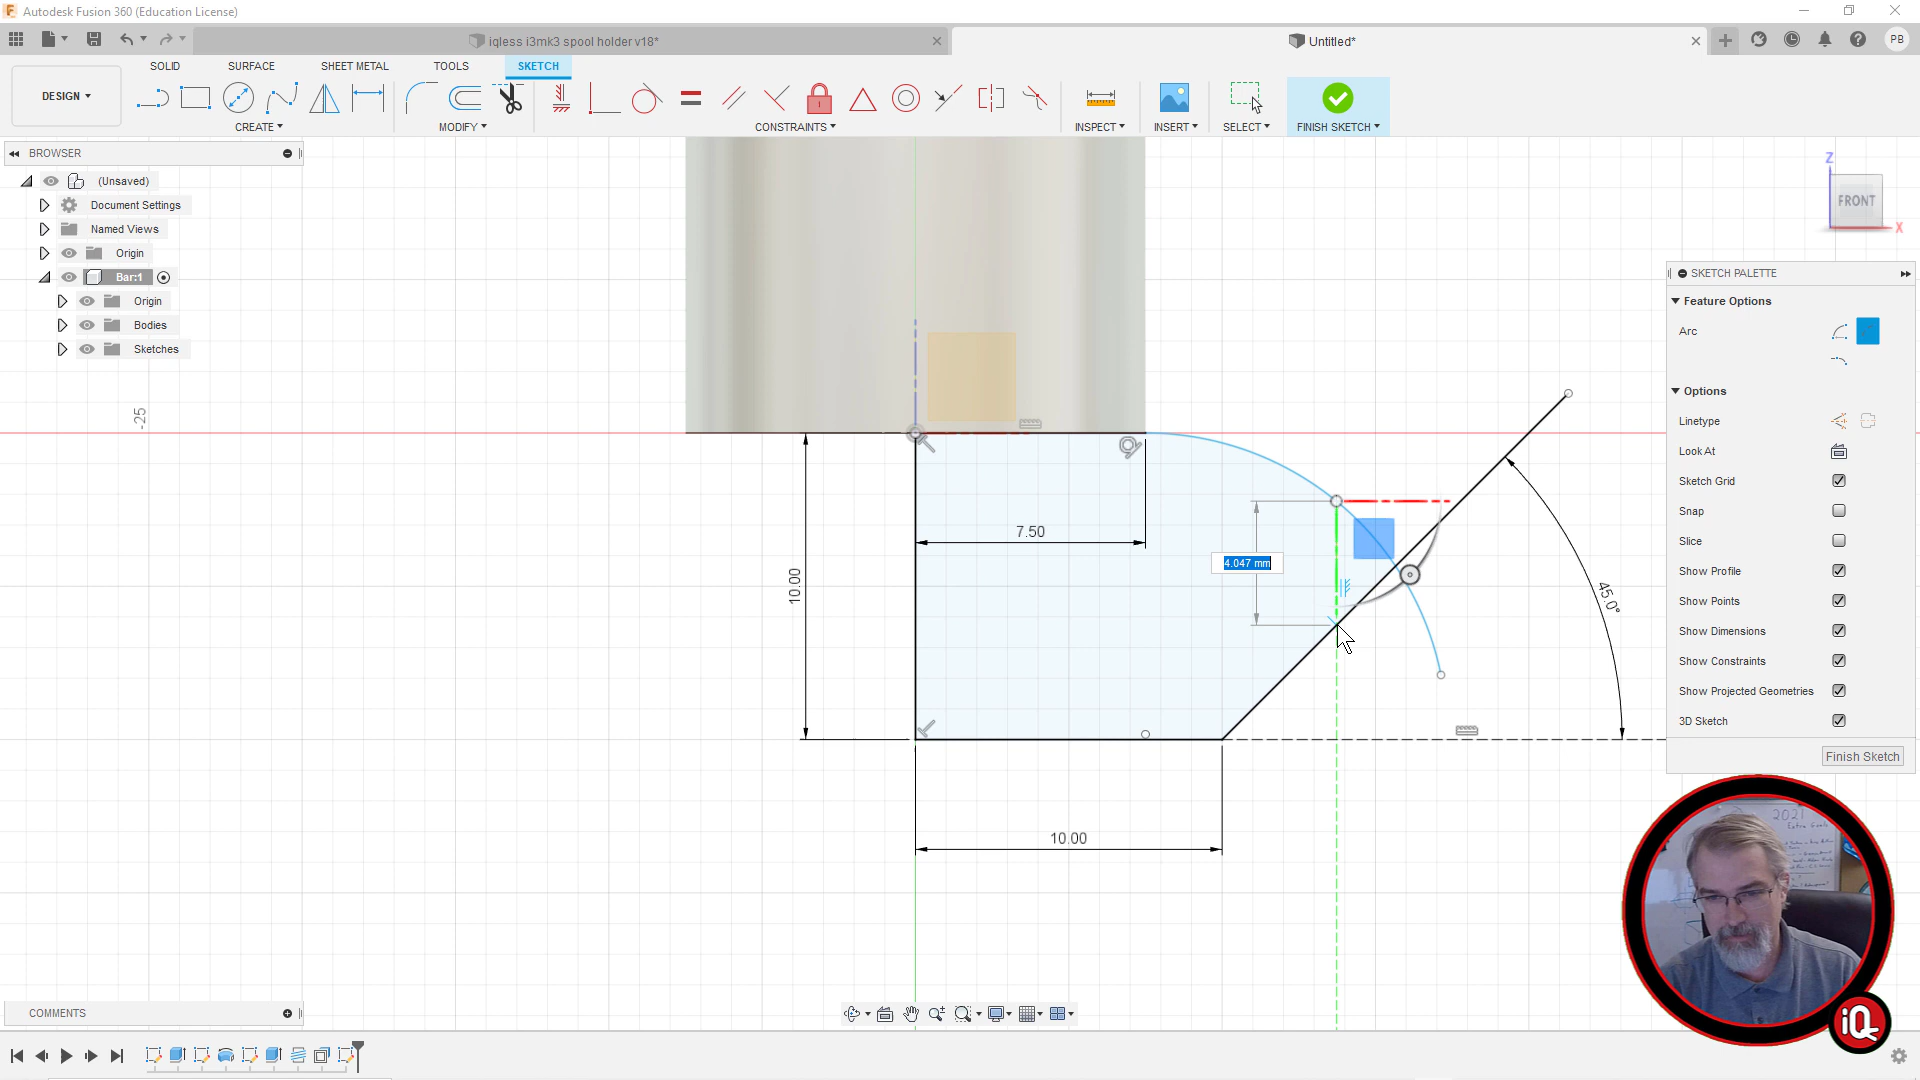 Autodesk Fusion 360 (Education License)
iqless i3mk3 spool holder v18*
Untitled*
PB
DESIGN
SOLID
SURFACE
SHEET METAL
TOOLS
SKETCH
CREATE
MODIFY
CONSTRAINTS
INSPECT
INSERT
SELECT
FINISH SKETCH
BROWSER
(Unsaved)
Document Settings
Named Views
Origin
Bar:1
Origin
Bodies
Sketches
-25
Z
FRONT
X
SKETCH PALETTE
Feature Options
Arc
Options
Linetype
Look At
Sketch Grid
Snap
Slice
Show Profile
Show Points
Show Dimensions
Show Constraints
Show Projected Geometries
3D Sketch
Finish Sketch
7.50
4.047 mm
10.00
45.0°
10.00
2021
Extra Goals
COMMENTS
iQ